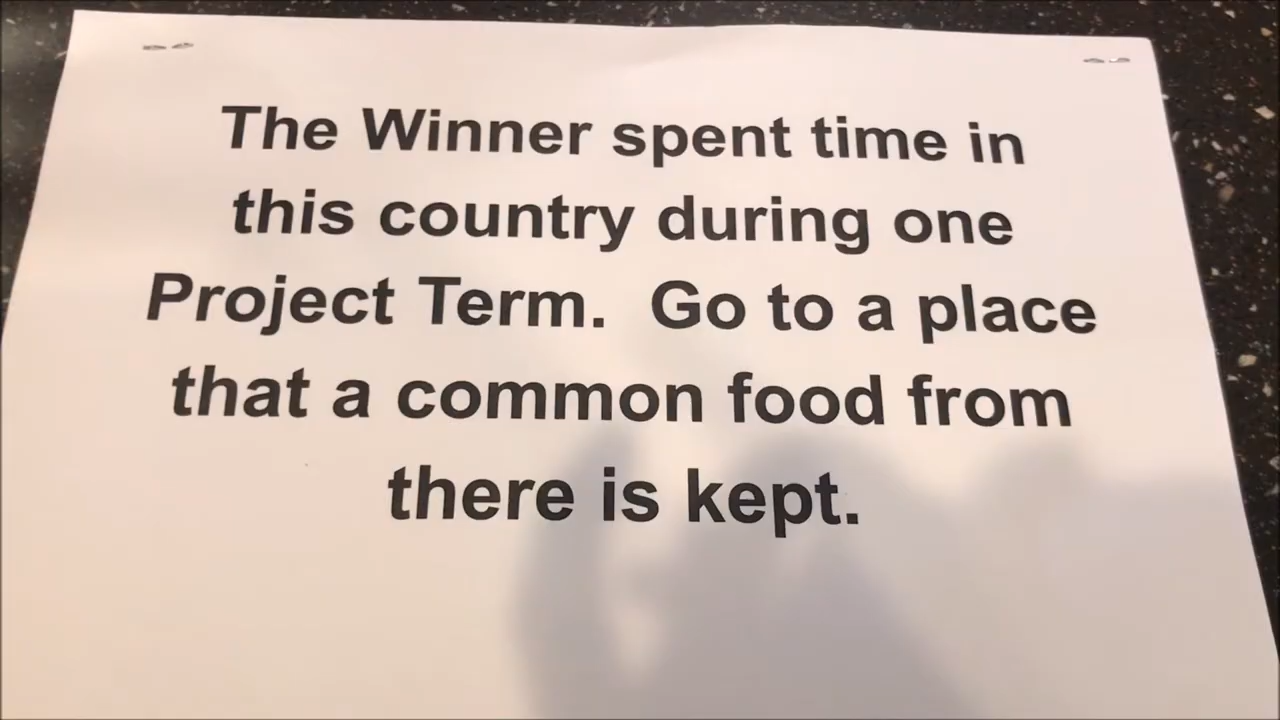 The Winner spent time in
this country during one
Project Term.  Go to a place
that a common food from
there is kept.